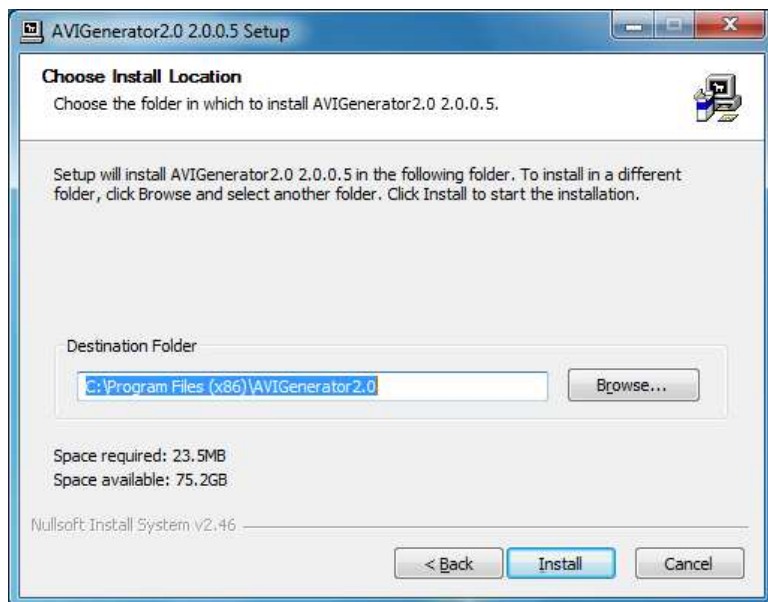 AVIGenerator2.0 2.0.0.5 Setup
Choose Install Location
Choose the folder in which to install AVIGenerator2.0 2.0.0.5.
Setup will install AVIGenerator2.0 2.0.0.5 in the following folder. To install in a different
folder, click Browse and select another folder. Click Install to start the installation.
Destination Folder
C:\Program Files (x86)\AVIGenerator2.0
Browse...
Space required: 23.5MB
Space available: 75.2GB
Nullsoft Install System v2.46
< Back
Install
Cancel